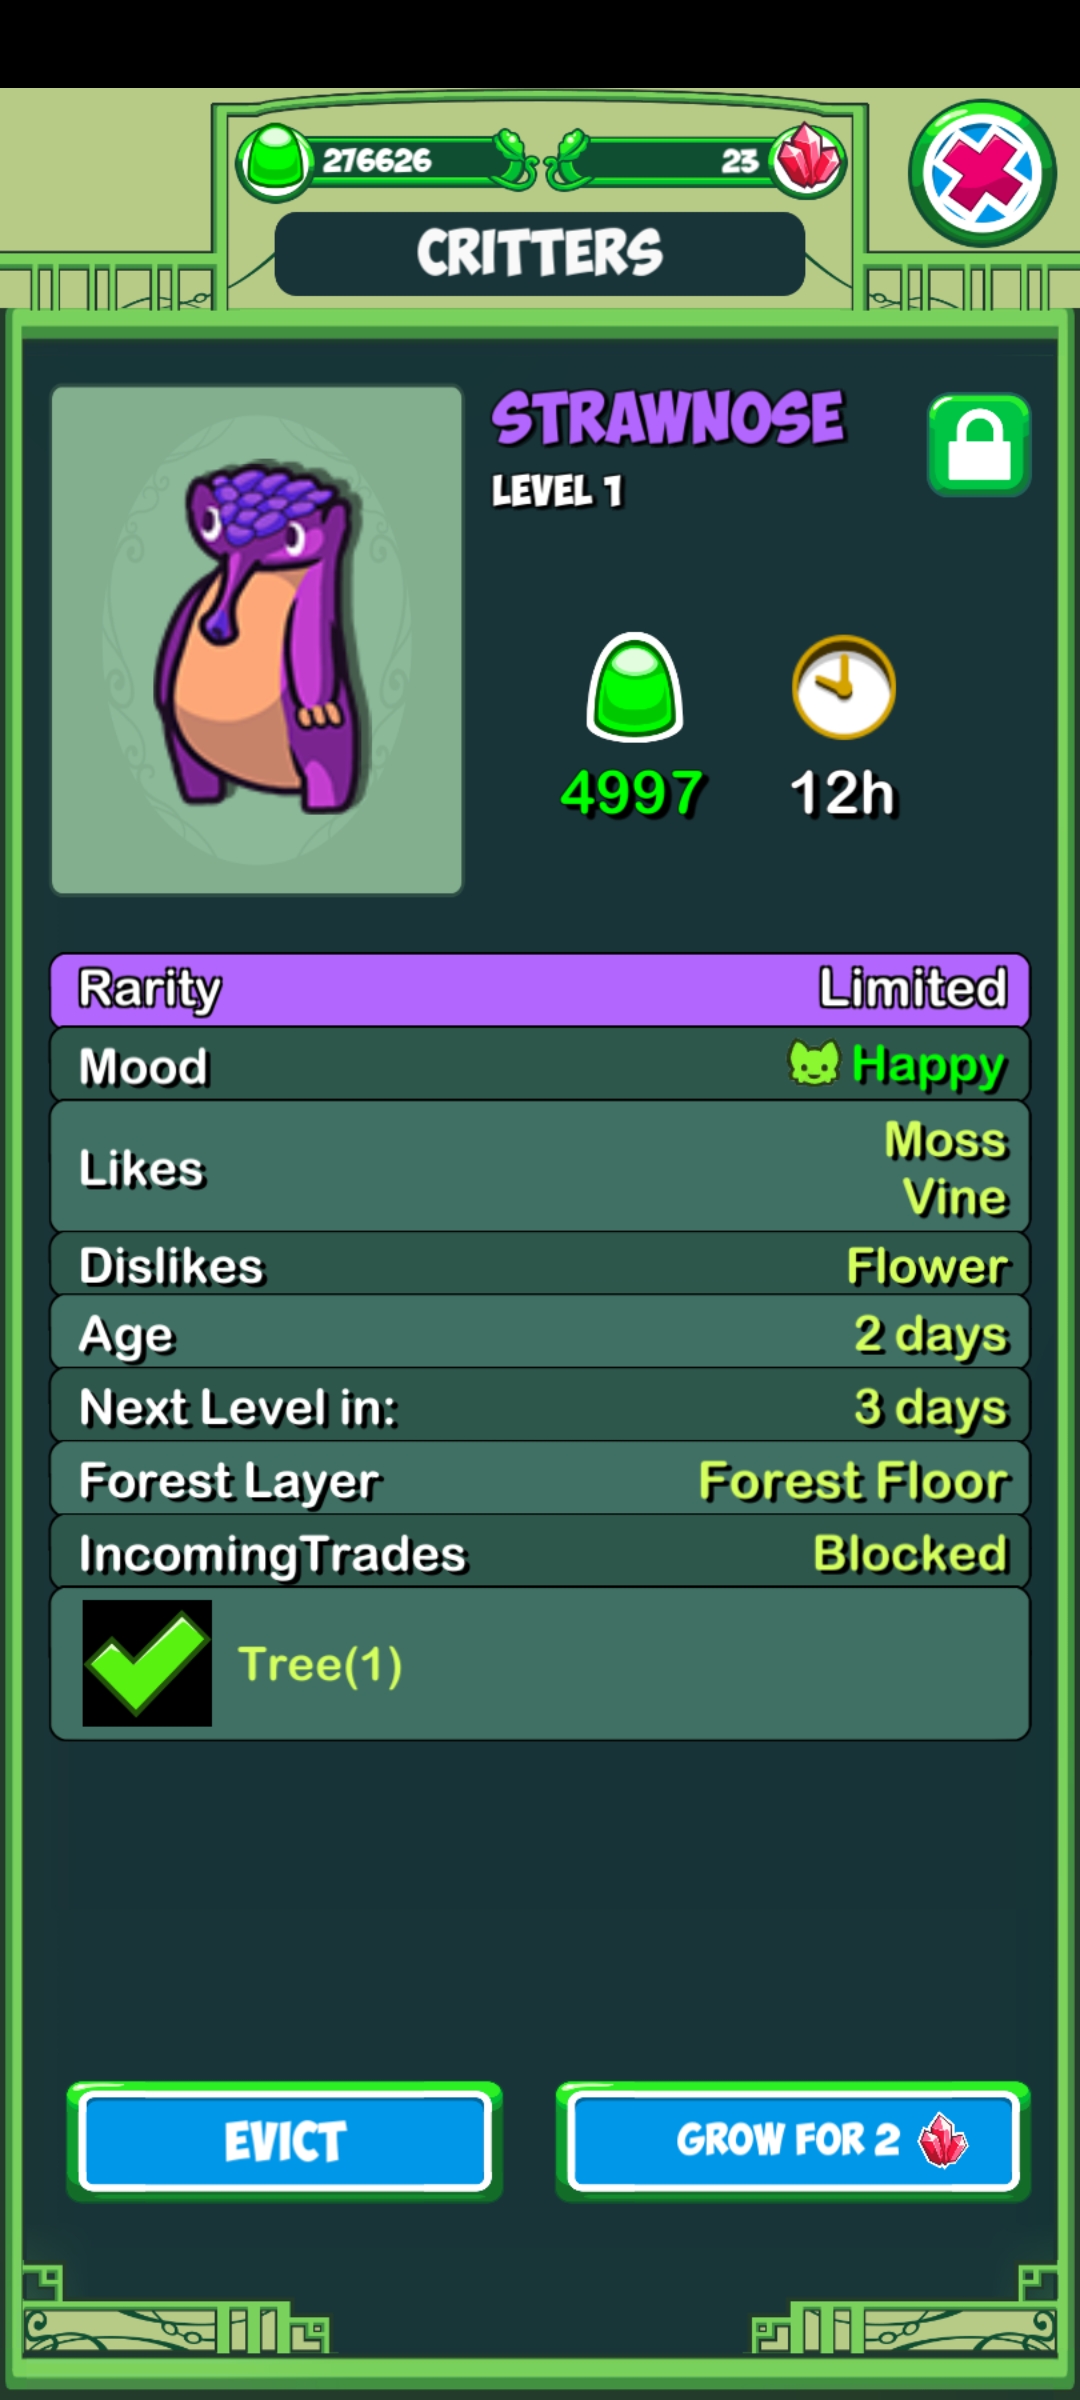 276626
23
CRITTERS
STRAWNOSE
LEVEL 1
4997
12h
Rarity Limited
Mood Happy
Likes Moss
Vine
Dislikes Flower
Age 2 days
Next Level in: 3 days
Forest Layer Forest Floor
IncomingTrades Blocked
Tree(1)
EVICT
GROW FOR 2